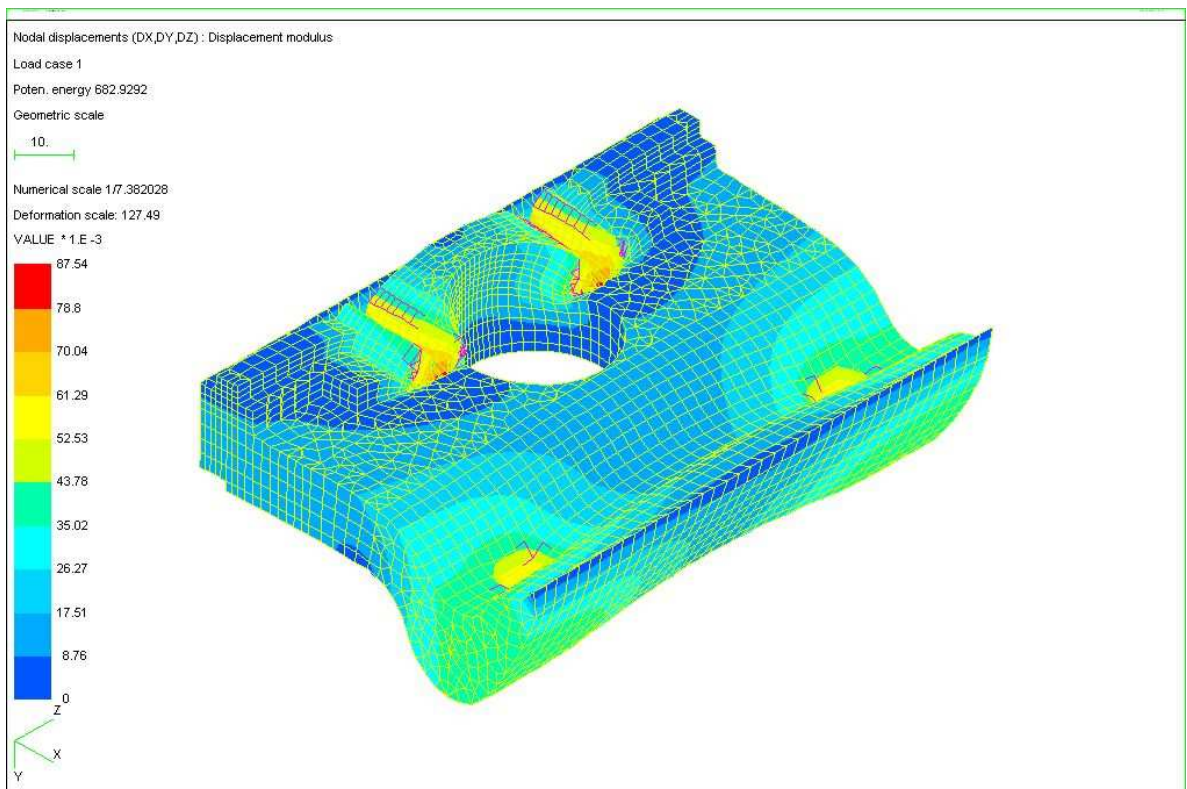 Nodal displacements (DX,DY,DZ) : Displacement modulus
Load case 1
Poten. energy 682.9292
Geometric scale
10.
Numerical scale 1/7.382028
Deformation scale: 127.49
VALUE * 1.E -3
87.54
78.8
70.04
61.29
52.53
43.78
35.02
26.27
17.51
8.76
0
Z
X
Y